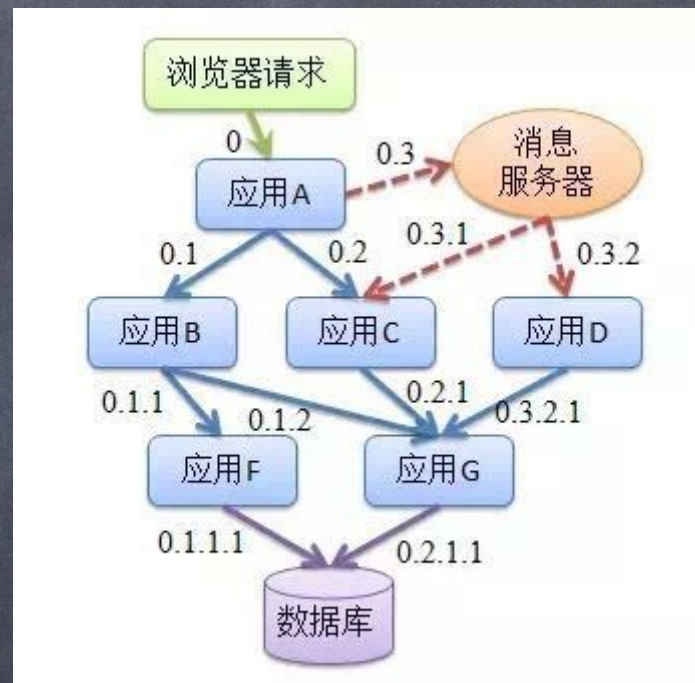 浏览器请求
0
0.3
消息
服务器
应用A
0.1
0.2
0.3.1
0.3.2
应用B
应用C
应用D
0.1.1
0.1.2
0.2.1
0.3.2.1
应用F
应用G
0.1.1.1
0.2.1.1
数据库